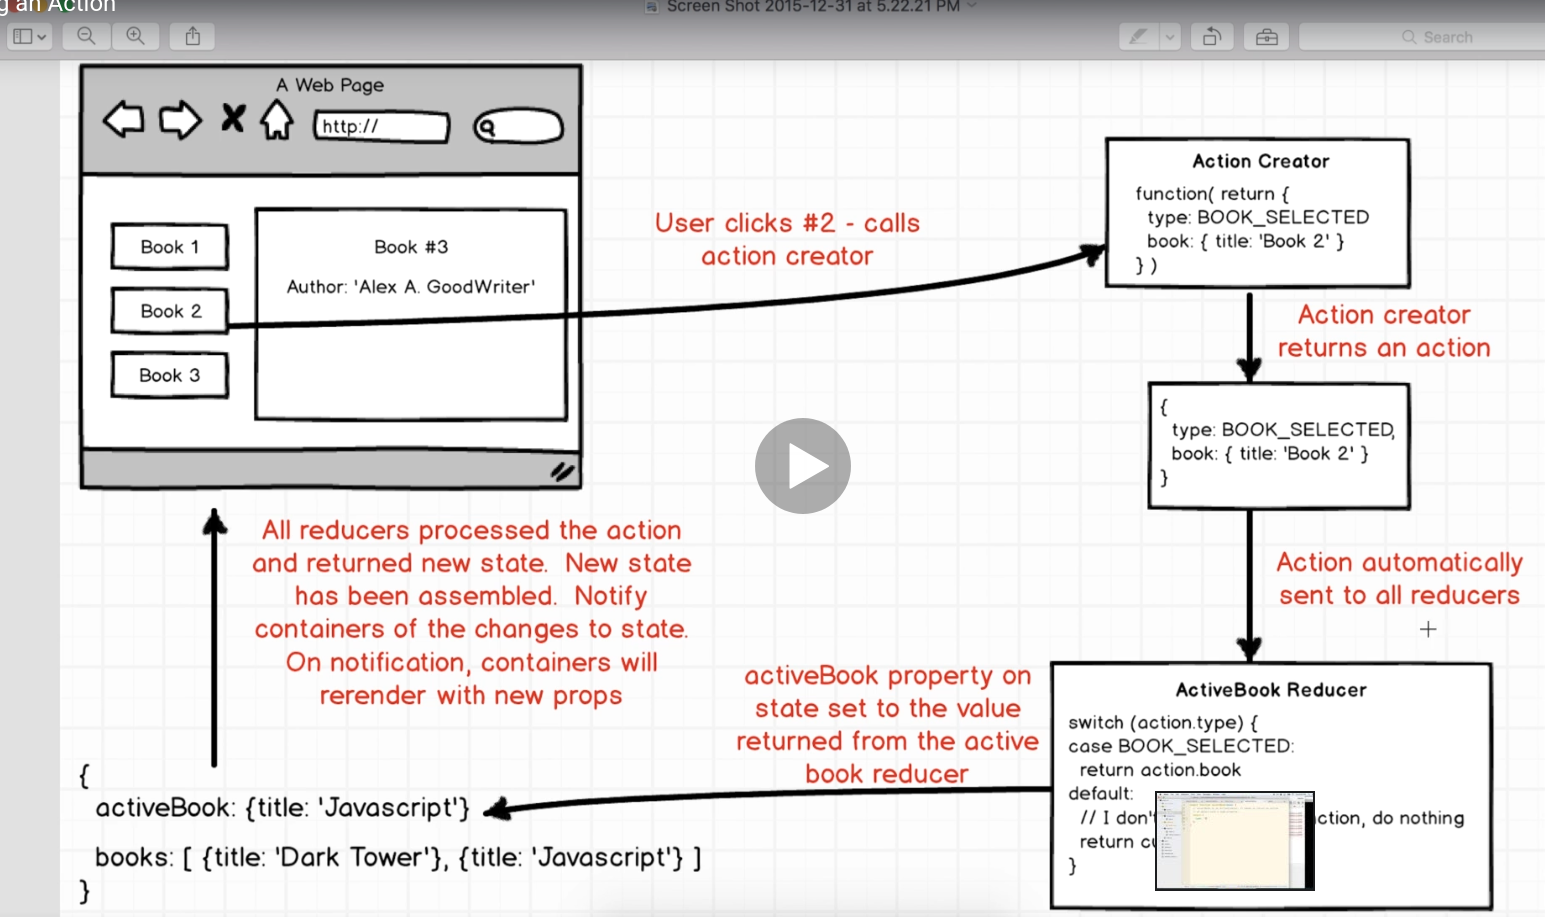 g an Action
Screen Shot 2015-12-31 at 5.22.21 PM
Search
A Web Page
http://
Book 1
Book 2
Book 3
Book #3
Author: 'Alex A. GoodWriter'
User clicks #2 - calls
action creator
Action Creator
function( return {
type: BOOK_SELECTED
book: { title: 'Book 2' }
} )
Action creator
returns an action
{
type: BOOK_SELECTED,
book: { title: 'Book 2' }
}
Action automatically
sent to all reducers
ActiveBook Reducer
switch (action.type) {
case BOOK_SELECTED:
return action.book
default:
// I don't ction, do nothing
return cu
}
activeBook property on
state set to the value
returned from the active
book reducer
All reducers processed the action
and returned new state. New state
has been assembled. Notify
containers of the changes to state.
On notification, containers will
rerender with new props
{
activeBook: {title: 'Javascript'}
books: [ {title: 'Dark Tower'}, {title: 'Javascript'} ]
}